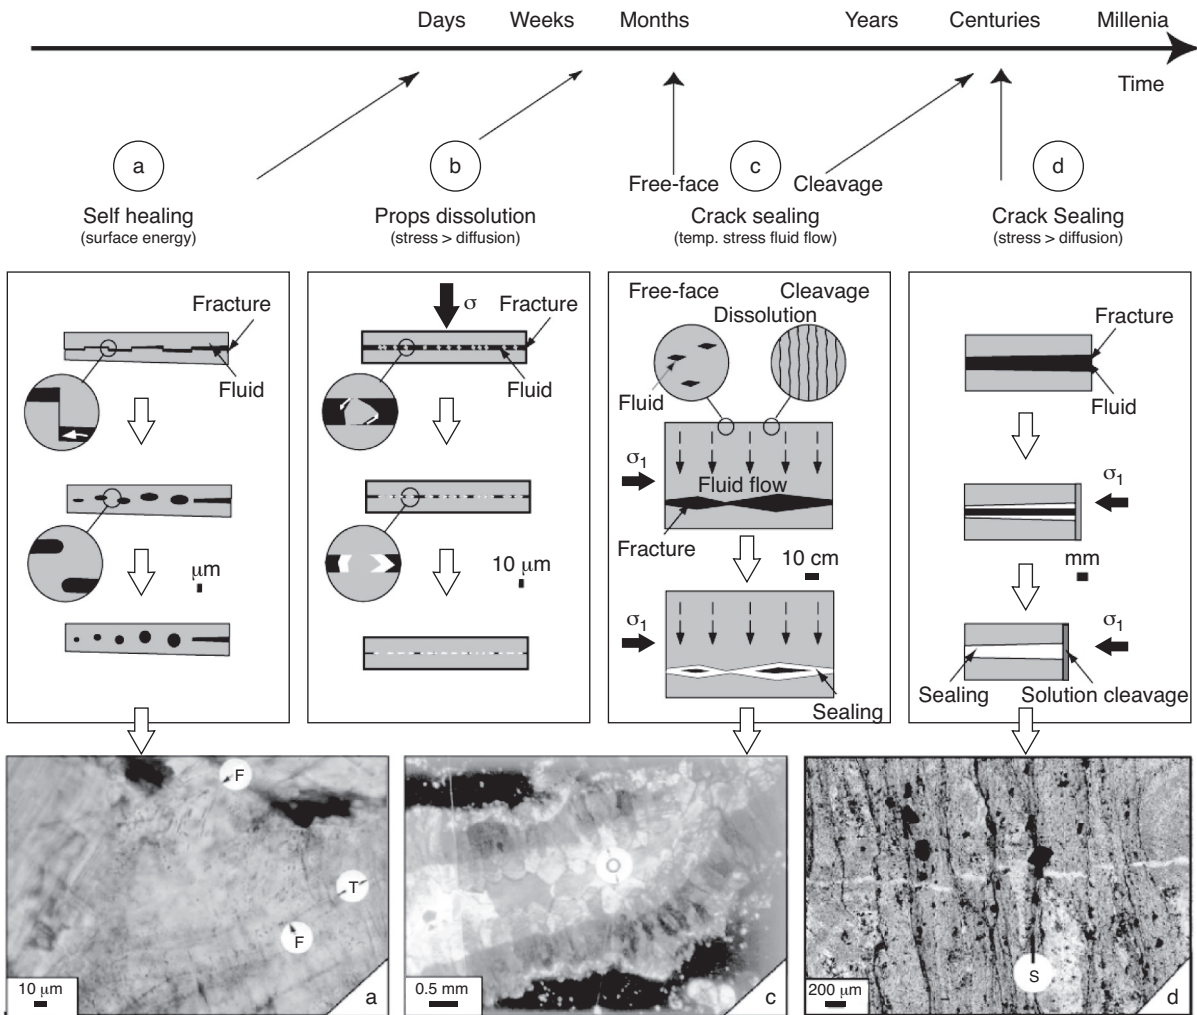 Days Weeks Months Years Centuries Millenia
Time
a b c d
Free-face Cleavage
Self healing
(surface energy)
Props dissolution
(stress > diffusion)
Crack sealing
(temp. stress fluid flow)
Crack Sealing
(stress > diffusion)
Fracture
Fluid
μm
σ
Fracture
Fluid
10 μm
Free-face Cleavage
Dissolution
Fluid
σ1
Fluid flow
Fracture
10 cm
σ1
Sealing
Fracture
Fluid
σ1
mm
σ1
Sealing Solution cleavage
F
T
F
10 μm
a
O
0.5 mm
c
S
200 μm
d